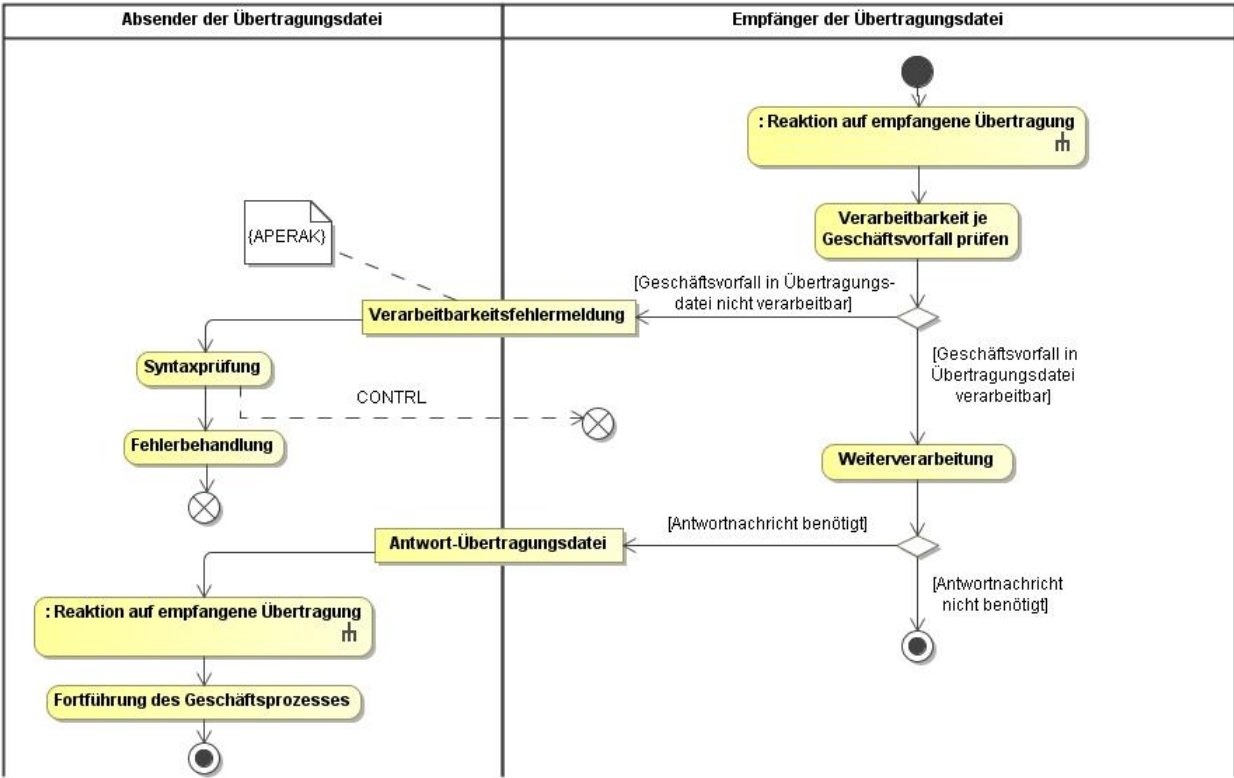 Absender der Übertragungsdatei
Empfänger der Übertragungsdatei
: Reaktion auf empfangene Übertragung
Verarbeitbarkeit je
Geschäftsvorfall prüfen
{APERAK}
[Geschäftsvorfall in Übertragungs-
datei nicht verarbeitbar]
Verarbeitbarkeitsfehlermeldung
Syntaxprüfung
[Geschäftsvorfall in
Übertragungsdatei
verarbeitbar]
CONTRL
Fehlerbehandlung
Weiterverarbeitung
[Antwortnachricht benötigt]
Antwort-Übertragungsdatei
[Antwortnachricht
nicht benötigt]
: Reaktion auf empfangene Übertragung
Fortführung des Geschäftsprozesses